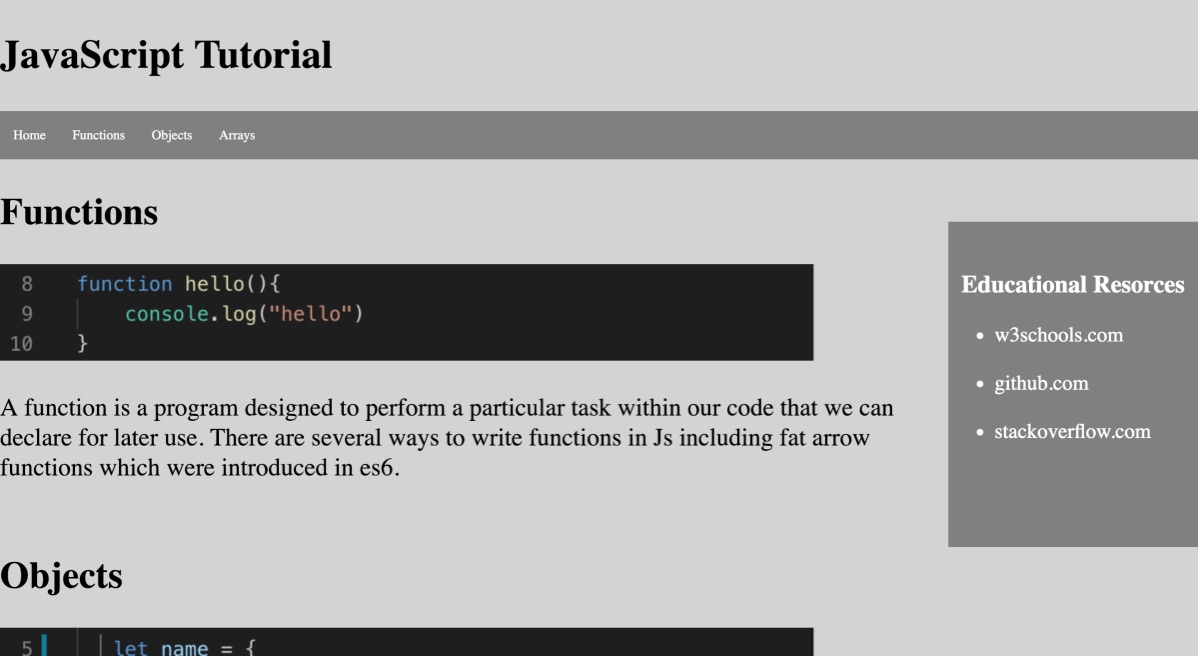 JavaScript Tutorial
Home Functions Objects Arrays
Functions
8 function hello(){
9 console.log("hello")
10 }
A function is a program designed to perform a particular task within our code that we can
declare for later use. There are several ways to write functions in Js including fat arrow
functions which were introduced in es6.
Educational Resorces
w3schools.com
github.com
stackoverflow.com
Objects
5 let name = {